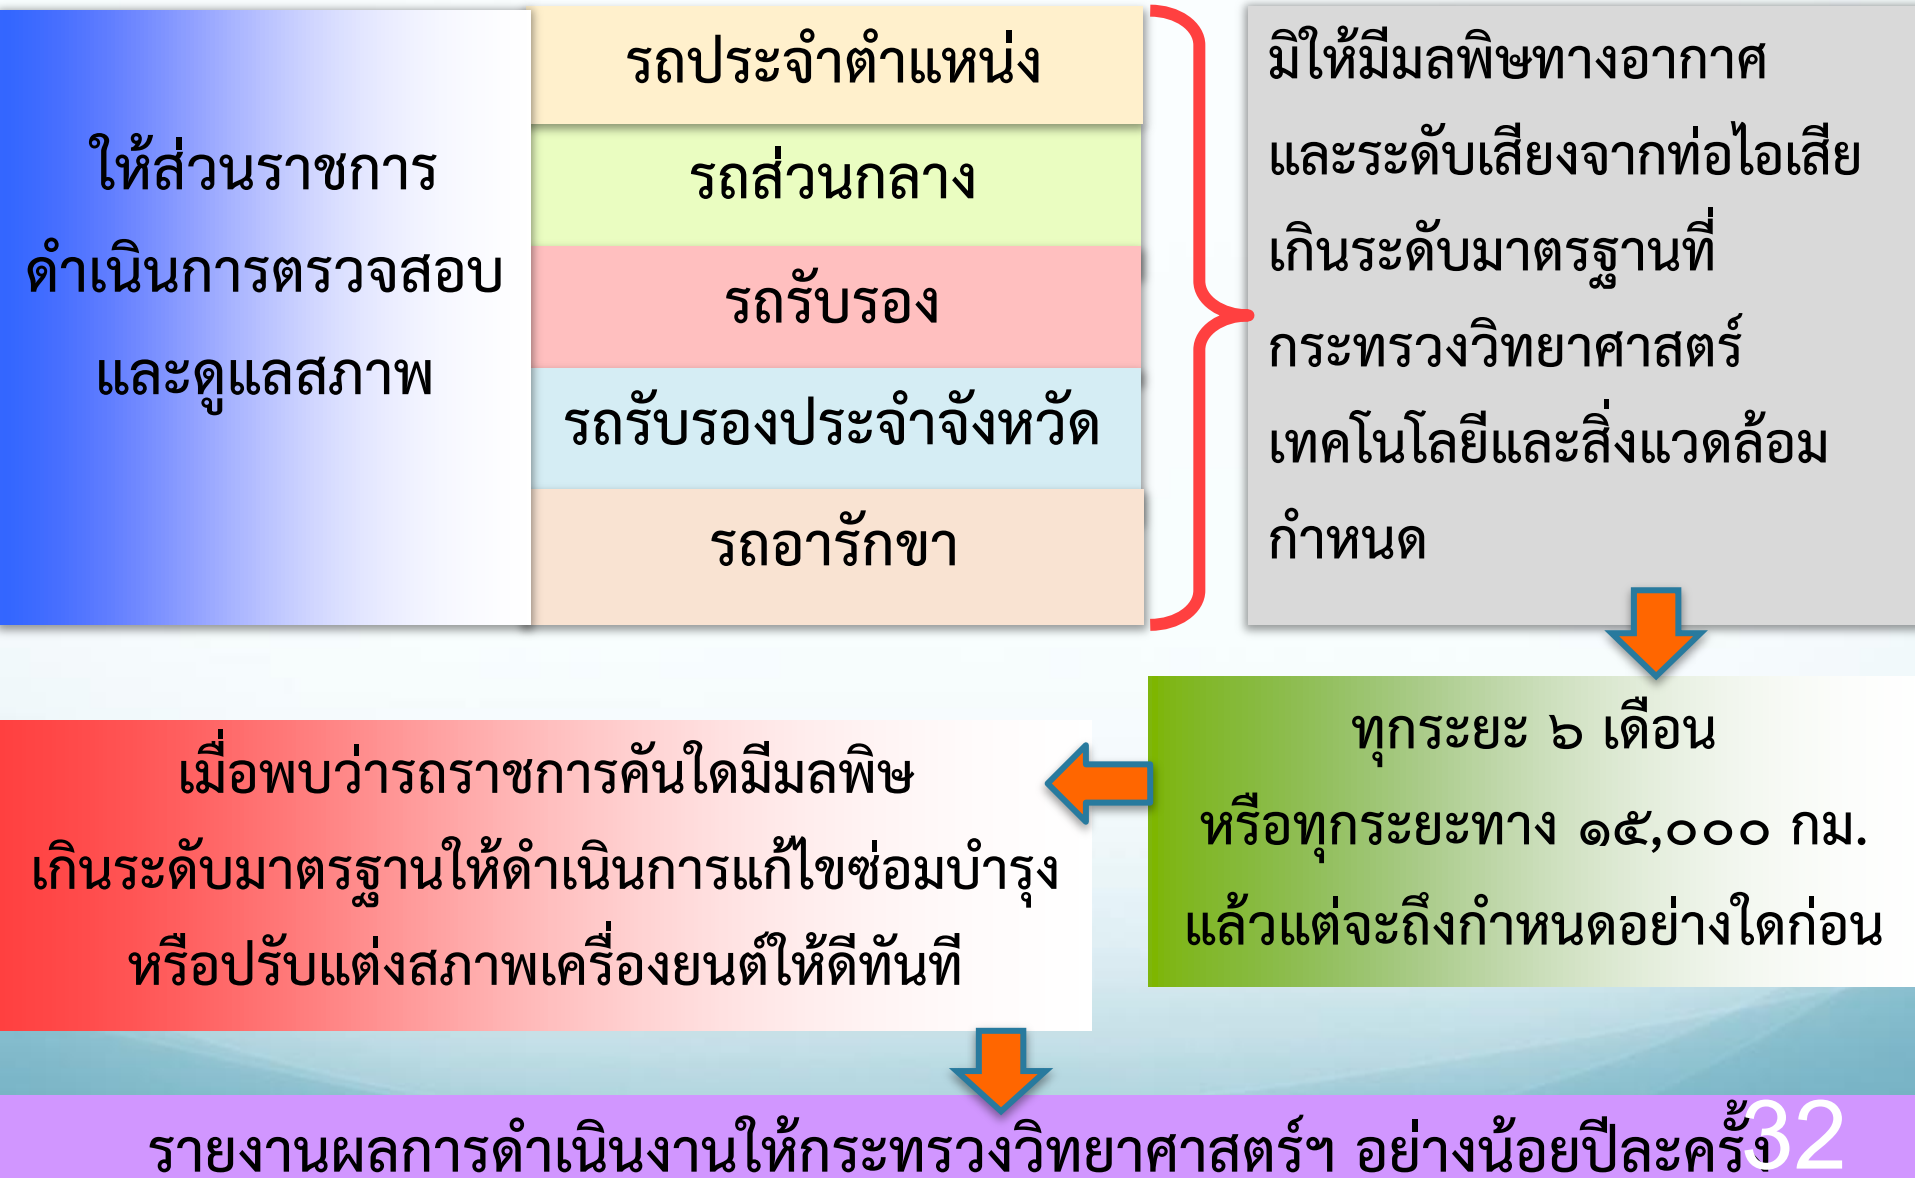 ให้ส่วนราชการ
ดำเนินการตรวจสอบ
และดูแลสภาพ
รถประจำตำแหน่ง
รถส่วนกลาง
รถรับรอง
รถรับรองประจำจังหวัด
รถอารักขา
มิให้มีมลพิษทางอากาศ
และระดับเสียงจากท่อไอเสีย
เกินระดับมาตรฐานที่
กระทรวงวิทยาศาสตร์
เทคโนโลยีและสิ่งแวดล้อม
กำหนด
ทุกระยะ ๖ เดือน
หรือทุกระยะทาง ๑๕,๐๐๐ กม.
แล้วแต่จะถึงกำหนดอย่างใดก่อน
เมื่อพบว่ารถราชการคันใดมีมลพิษ
เกินระดับมาตรฐานให้ดำเนินการแก้ไขซ่อมบำรุง
หรือปรับแต่งสภาพเครื่องยนต์ให้ดีทันที
รายงานผลการดำเนินงานให้กระทรวงวิทยาศาสตร์ฯ อย่างน้อยปีละครั้ง
32